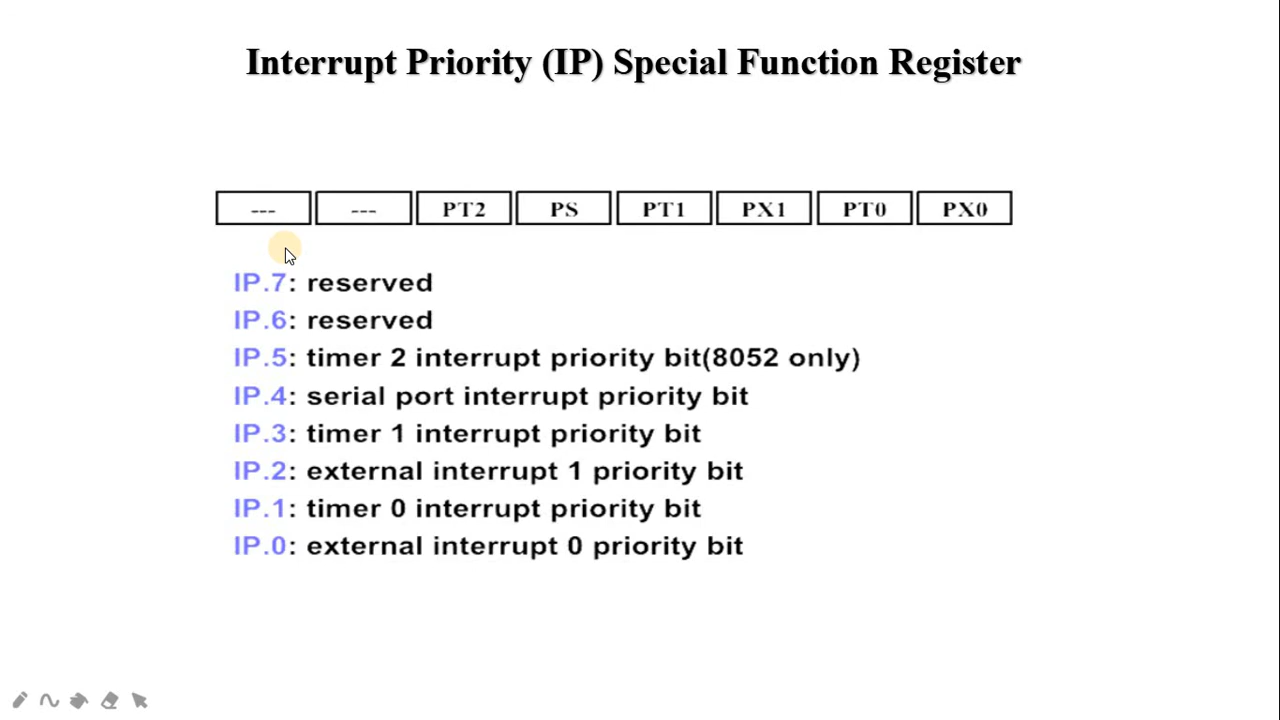 Interrupt Priority (IP) Special Function Register
--- --- PT2 PS PT1 PX1 PT0 PX0
IP.7: reserved
IP.6: reserved
IP.5: timer 2 interrupt priority bit(8052 only)
IP.4: serial port interrupt priority bit
IP.3: timer 1 interrupt priority bit
IP.2: external interrupt 1 priority bit
IP.1: timer 0 interrupt priority bit
IP.0: external interrupt 0 priority bit